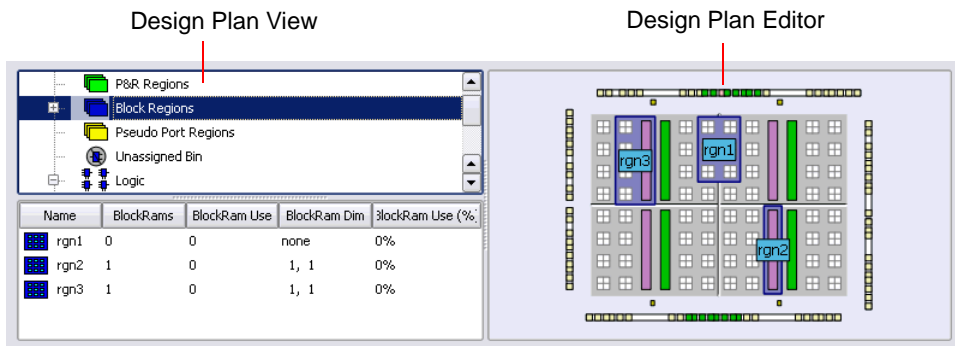 Design Plan View
Design Plan Editor
P&R Regions
Block Regions
Pseudo Port Regions
Unassigned Bin
Logic
Name BlockRams BlockRam Use BlockRam Dim BlockRam Use (%)
rgn1 0 0 none 0%
rgn2 1 0 1, 1 0%
rgn3 1 0 1, 1 0%
rgn3
rgn1
rgn2